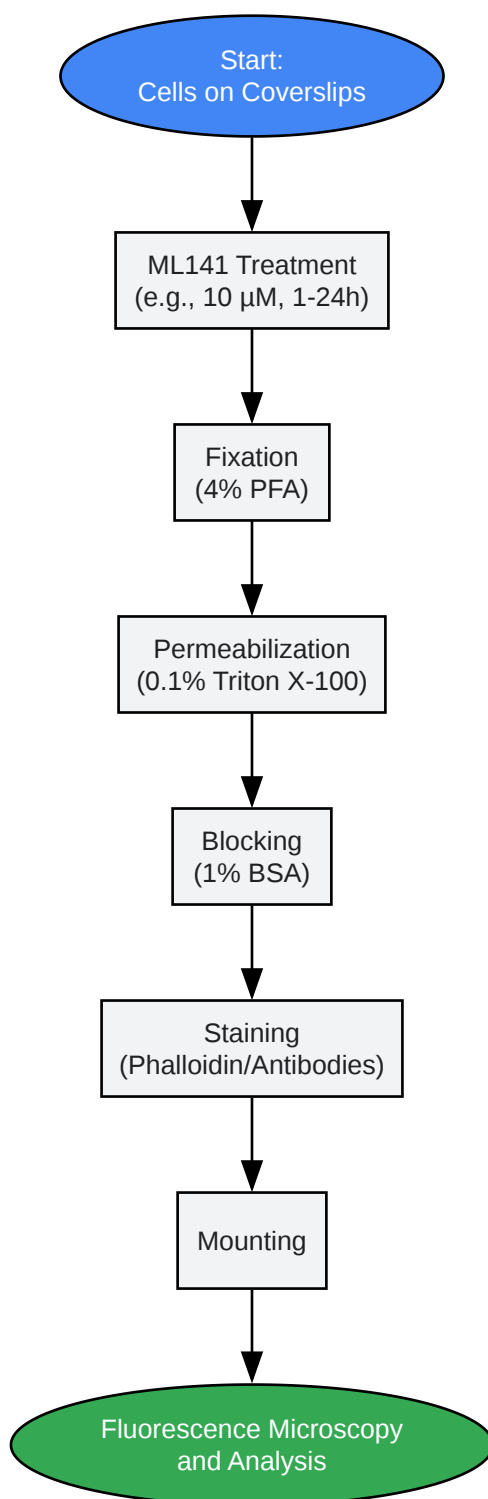 Start:
Cells on Coverslips
ML141 Treatment
(e.g., 10 µM, 1-24h)
Fixation
(4% PFA)
Permeabilization
(0.1% Triton X-100)
Blocking
(1% BSA)
Staining
(Phalloidin/Antibodies)
Mounting
Fluorescence Microscopy
and Analysis